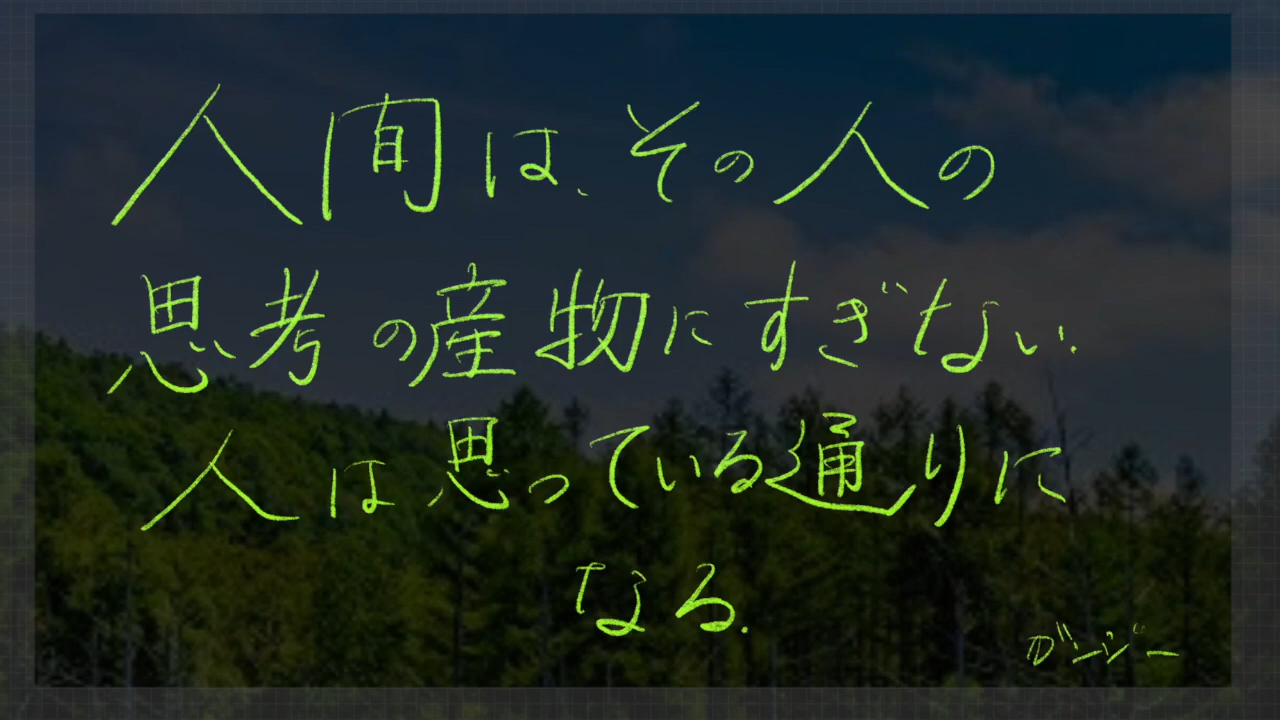 人間は、その人の
思考の産物にすぎない.
人は思っている通りに
なる.
ガンジー